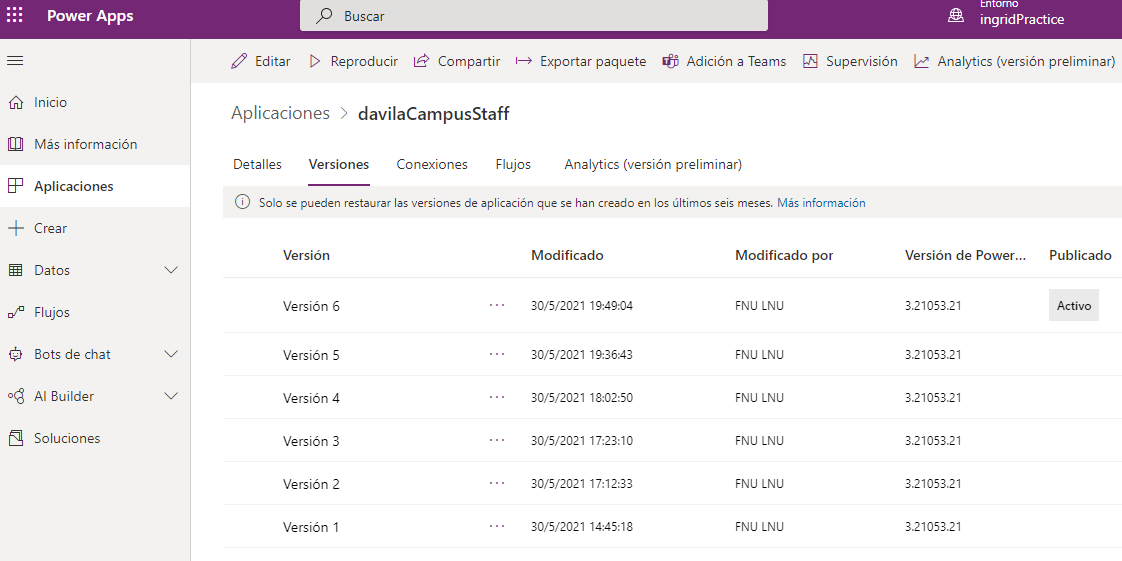 Power Apps
Buscar
Entorno
ingridPractice
Editar Reproducir Compartir Exportar paquete Adición a Teams Supervisión Analytics (versión preliminar)
Inicio
Más información
Aplicaciones
Crear
Datos
Flujos
Bots de chat
AI Builder
Soluciones
Aplicaciones > davilaCampusStaff
Detalles Versiones Conexiones Flujos Analytics (versión preliminar)
Solo se pueden restaurar las versiones de aplicación que se han creado en los últimos seis meses. Más información
Versión Modificado Modificado por Versión de Power... Publicado
Versión 6 ... 30/5/2021 19:49:04 FNU LNU 3.21053.21 Activo
Versión 5 ... 30/5/2021 19:36:43 FNU LNU 3.21053.21
Versión 4 ... 30/5/2021 18:02:50 FNU LNU 3.21053.21
Versión 3 ... 30/5/2021 17:23:10 FNU LNU 3.21053.21
Versión 2 ... 30/5/2021 17:12:33 FNU LNU 3.21053.21
Versión 1 ... 30/5/2021 14:45:18 FNU LNU 3.21053.21